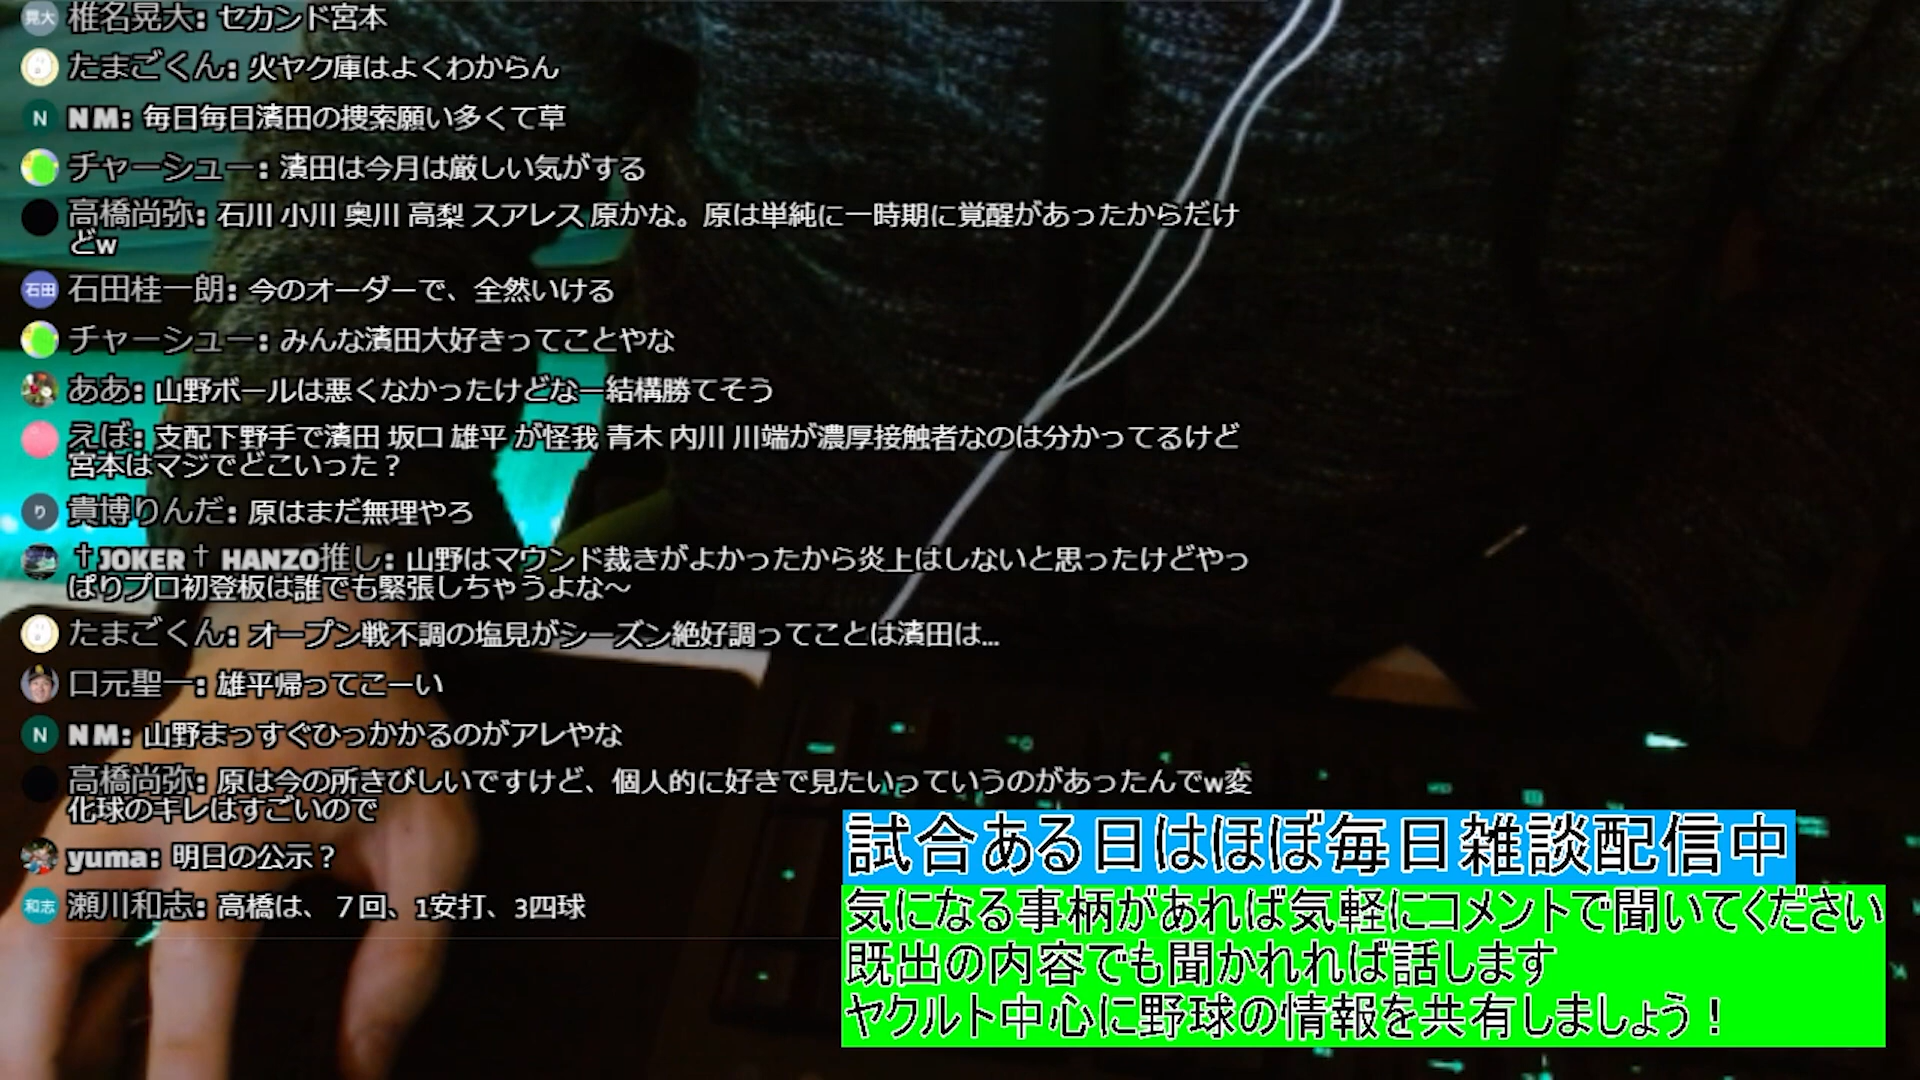 晃大 椎名晃大: セカンド宮本
たまごくん: 火ヤク庫はよくわからん
N NM: 毎日毎日濱田の捜索願い多くて草
チャーシュー: 濱田は今月は厳しい気がする
高橋尚弥: 石川 小川 奥川 高梨 スアレス 原かな。原は単純に一時期に覚醒があったからだけ
どw
石田 石田桂一朗: 今のオーダーで、全然いける
チャーシュー: みんな濱田大好きってことやな
ああ: 山野ボールは悪くなかったけどなー結構勝てそう
えば: 支配下野手で濱田 坂口 雄平 が怪我 青木 内川 川端が濃厚接触者なのは分かってるけど
宮本はマジでどこいった？
り 貴博りんだ: 原はまだ無理やろ
†JOKER† HANZO推し: 山野はマウンド裁きがよかったから炎上はしないと思ったけどやっ
ぱりプロ初登板は誰でも緊張しちゃうよな～
たまごくん: オープン戦不調の塩見がシーズン絶好調ってことは濱田は...
口元聖一: 雄平帰ってこーい
N NM: 山野まっすぐひっかかるのがアレやな
高橋尚弥: 原は今の所きびしいですけど、個人的に好きで見たいっていうのがあったんでw変
化球のキレはすごいので
yuma: 明日の公示？
和志 瀬川和志: 高橋は、７回、1安打、3四球
試合ある日はほぼ毎日雑談配信中
気になる事柄があれば気軽にコメントで聞いてください
既出の内容でも聞かれれば話します
ヤクルト中心に野球の情報を共有しましょう！